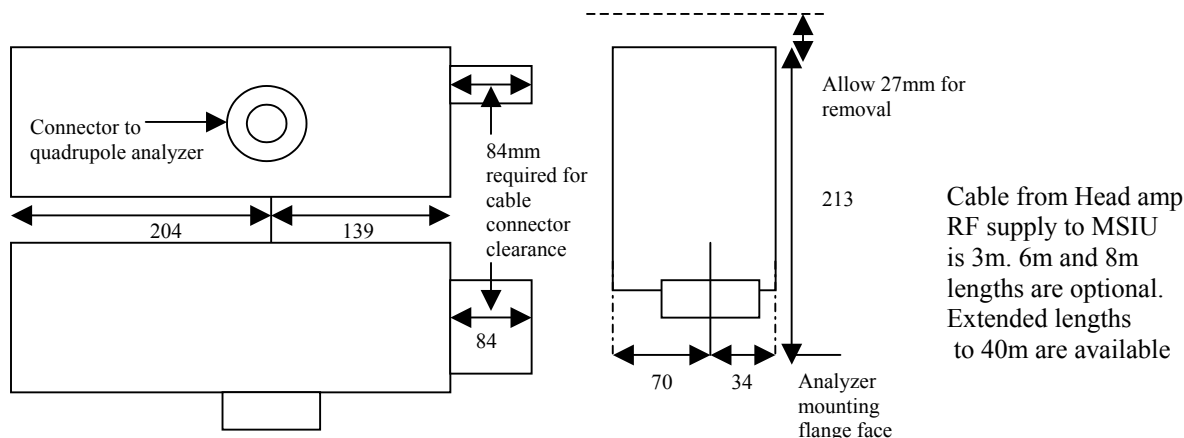 Connector to
quadrupole analyzer
204
139
84mm
required for
cable
connector
clearance
84
Allow 27mm for
removal
213
70
34
Analyzer
mounting
flange face
Cable from Head amp
RF supply to MSIU
is 3m. 6m and 8m
lengths are optional.
Extended lengths
to 40m are available